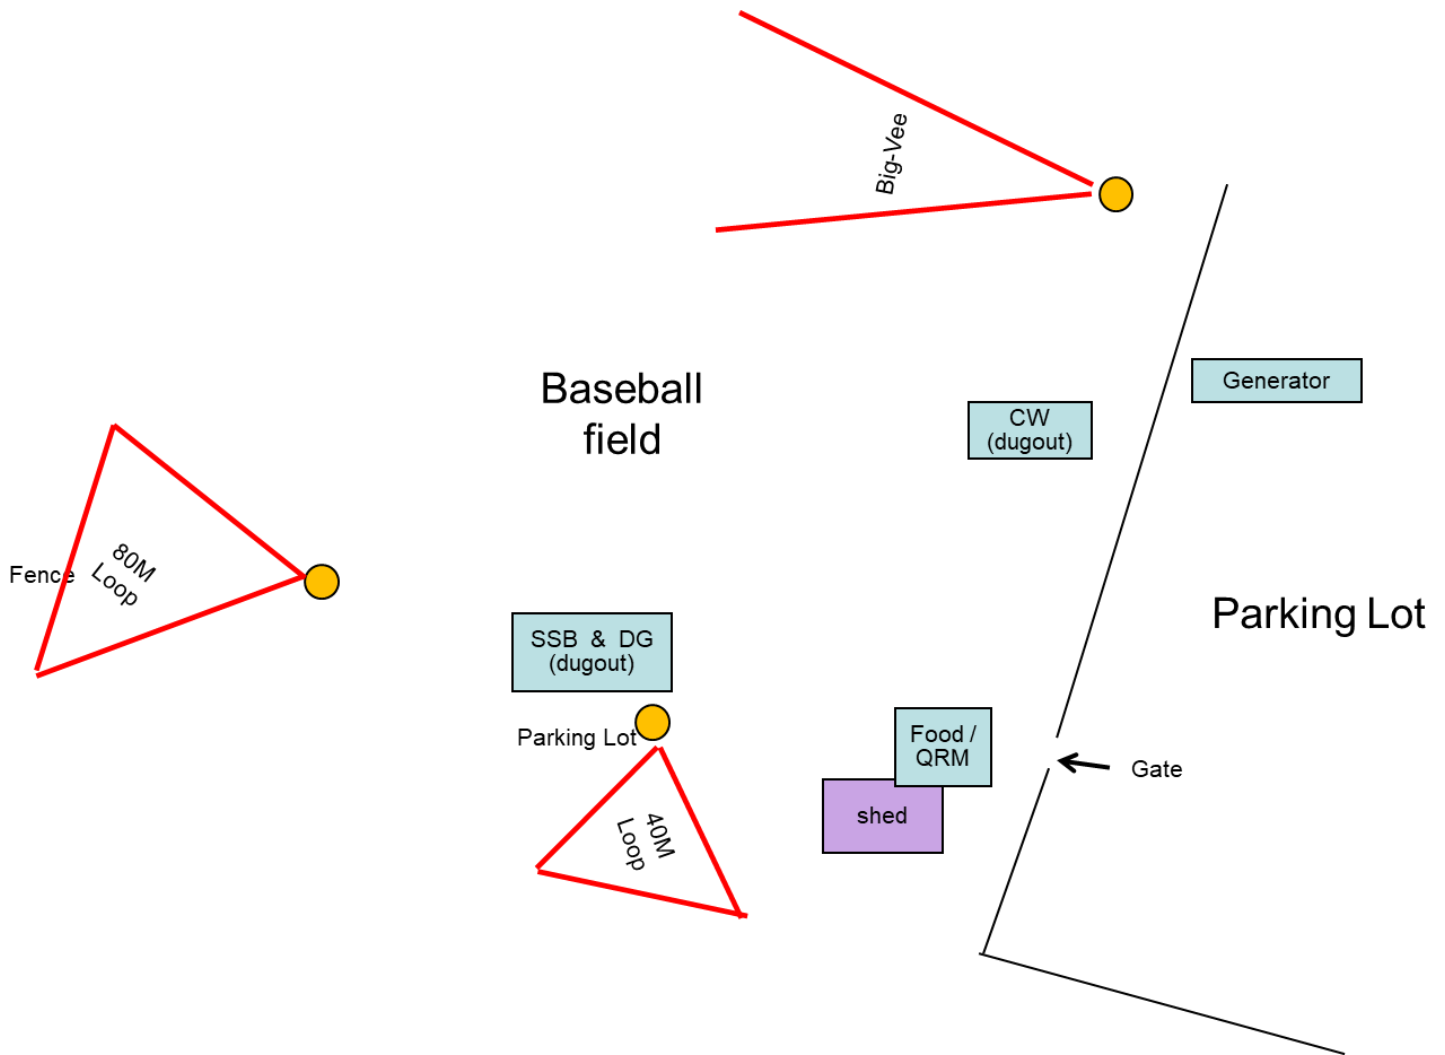 Big-Vee
Baseball
field
Generator
CW
(dugout)
80M
Loop
Fence
Parking Lot
SSB & DG
(dugout)
Parking Lot
Food /
QRM
Gate
shed
40M
Loop